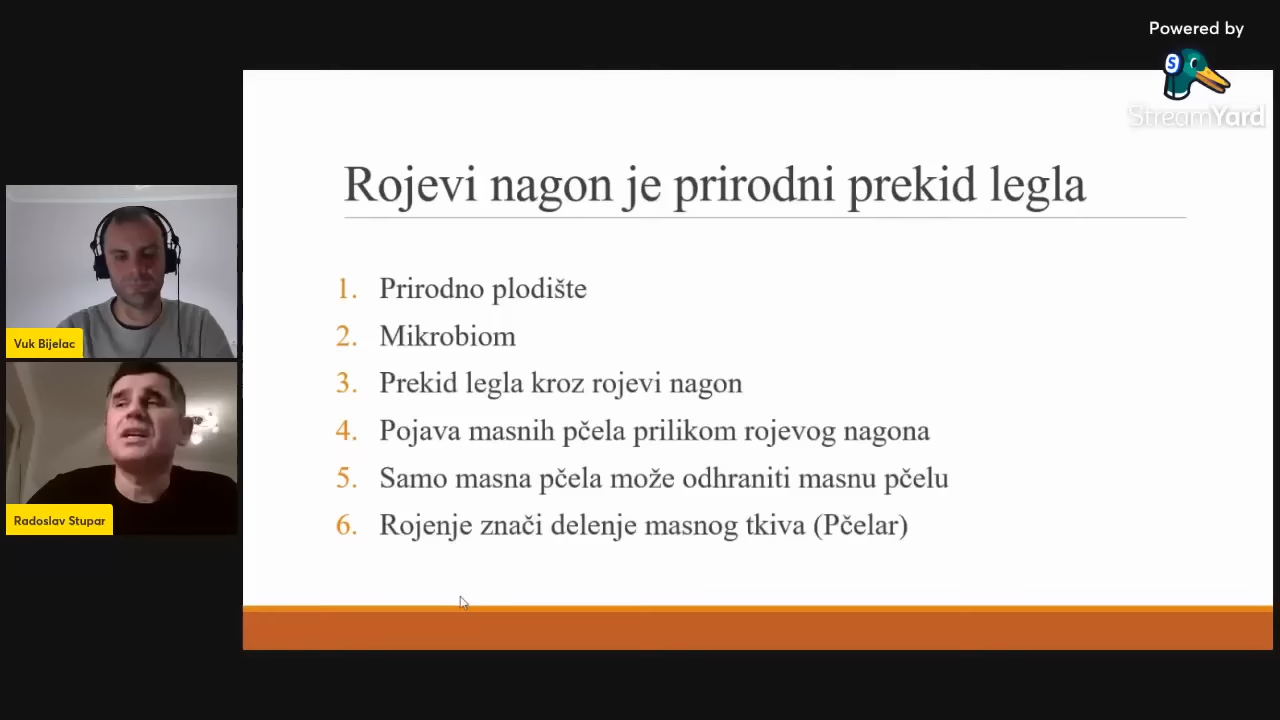 Powered by
StreamYard
Rojevi nagon je prirodni prekid legla
1. Prirodno plodište
2. Mikrobiom
3. Prekid legla kroz rojevi nagon
4. Pojava masnih pčela prilikom rojevog nagona
5. Samo masna pčela može odhraniti masnu pčelu
6. Rojenje znači delenje masnog tkiva (Pčelar)
Vuk Bijelac
Radoslav Stupar